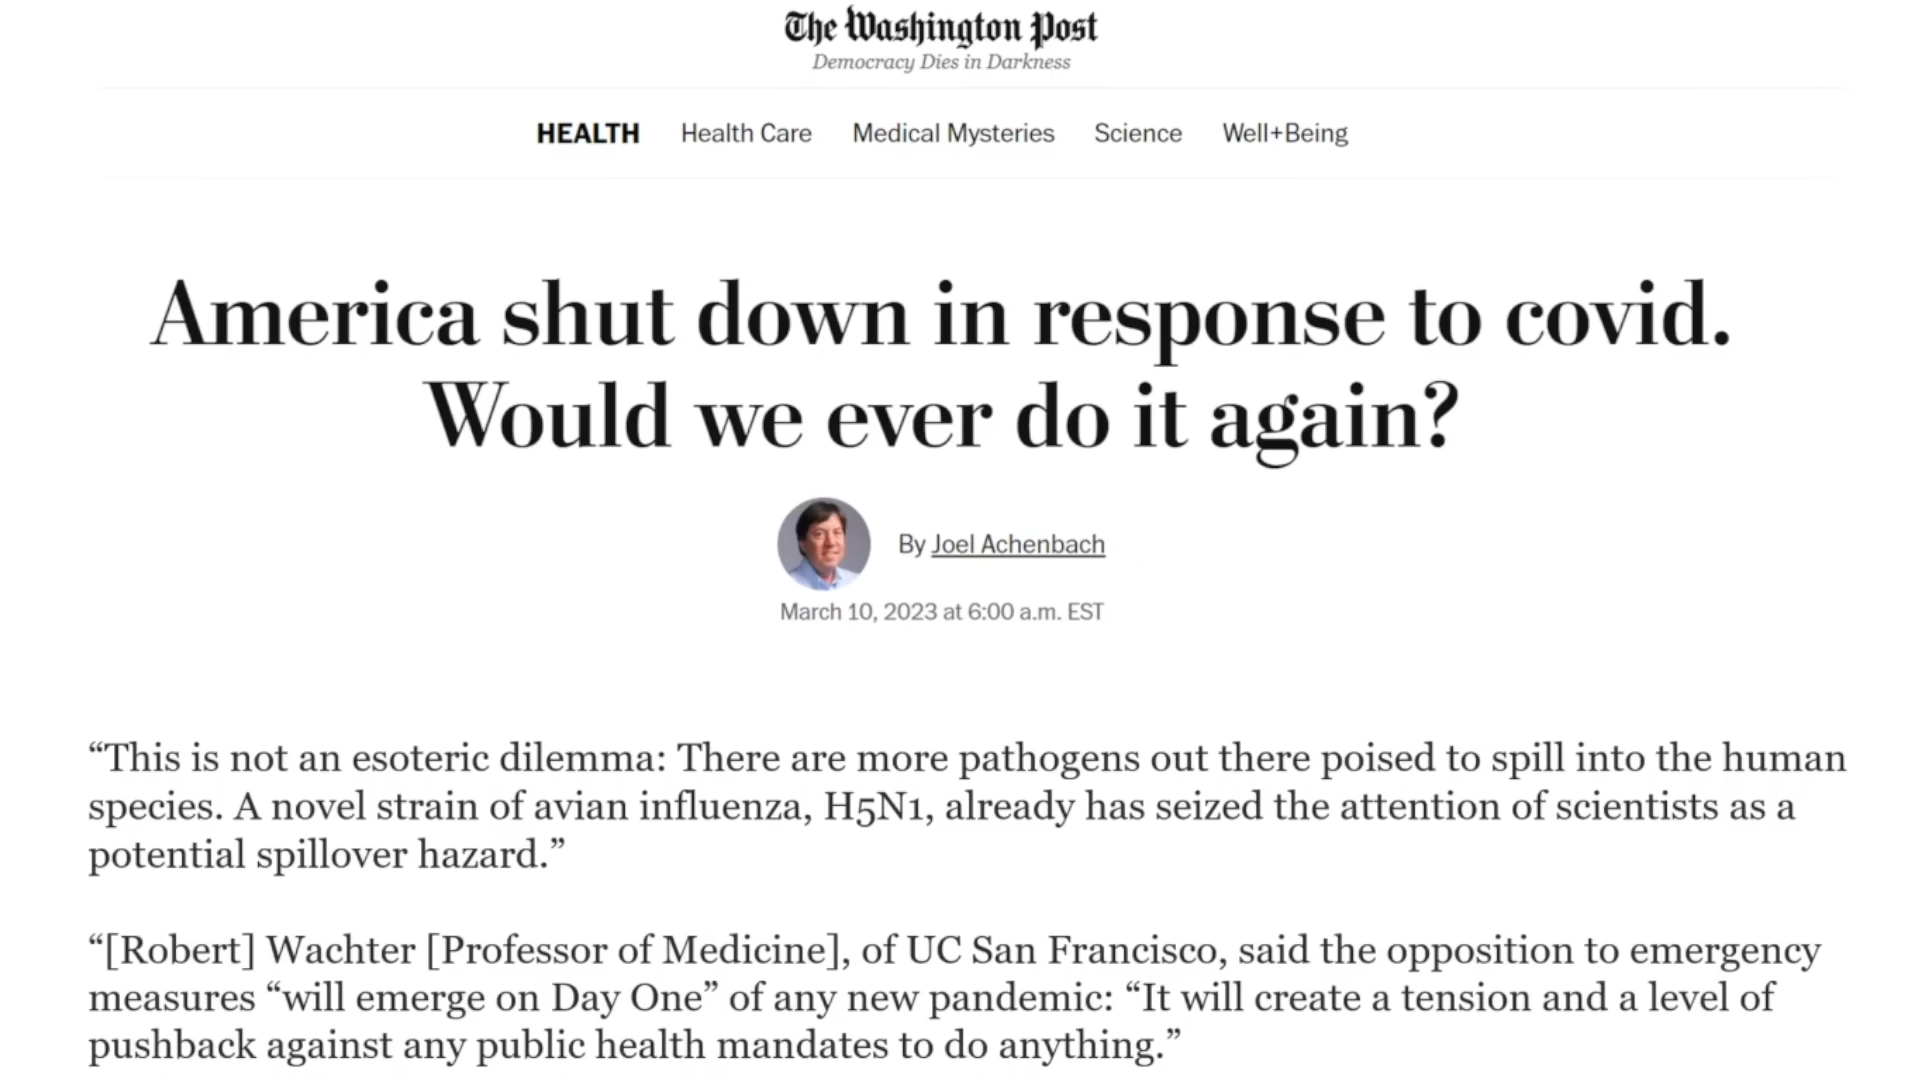 The Washington Post
Democracy Dies in Darkness
HEALTH Health Care Medical Mysteries Science Well+Being
America shut down in response to covid.
Would we ever do it again?
By Joel Achenbach
March 10, 2023 at 6:00 a.m. EST
“This is not an esoteric dilemma: There are more pathogens out there poised to spill into the human
species. A novel strain of avian influenza, H5N1, already has seized the attention of scientists as a
potential spillover hazard.”
“[Robert] Wachter [Professor of Medicine], of UC San Francisco, said the opposition to emergency
measures “will emerge on Day One” of any new pandemic: “It will create a tension and a level of
pushback against any public health mandates to do anything.”